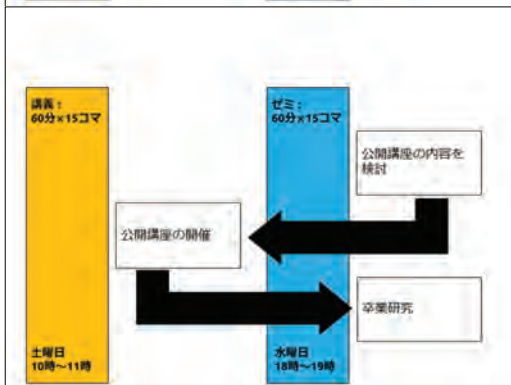 講義：
60分×15コマ
ゼミ：
60分×15コマ
公開講座の内容を
検討
公開講座の開催
卒業研究
土曜日
10時～11時
水曜日
18時～19時